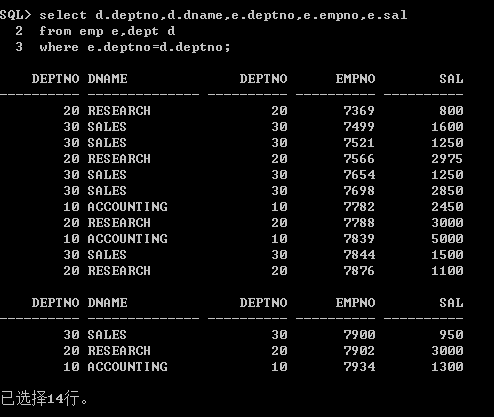 SQL> select d.deptno,d.dname,e.deptno,e.empno,e.sal
  2  from emp e,dept d
  3  where e.deptno=d.deptno;
    DEPTNO DNAME              DEPTNO      EMPNO        SAL
---------- -------------- ---------- ---------- ----------
        20 RESEARCH               20       7369        800
        30 SALES                  30       7499       1600
        30 SALES                  30       7521       1250
        20 RESEARCH               20       7566       2975
        30 SALES                  30       7654       1250
        30 SALES                  30       7698       2850
        10 ACCOUNTING             10       7782       2450
        20 RESEARCH               20       7788       3000
        10 ACCOUNTING             10       7839       5000
        30 SALES                  30       7844       1500
        20 RESEARCH               20       7876       1100
    DEPTNO DNAME              DEPTNO      EMPNO        SAL
---------- -------------- ---------- ---------- ----------
        30 SALES                  30       7900        950
        20 RESEARCH               20       7902       3000
        10 ACCOUNTING             10       7934       1300
已选择14行。